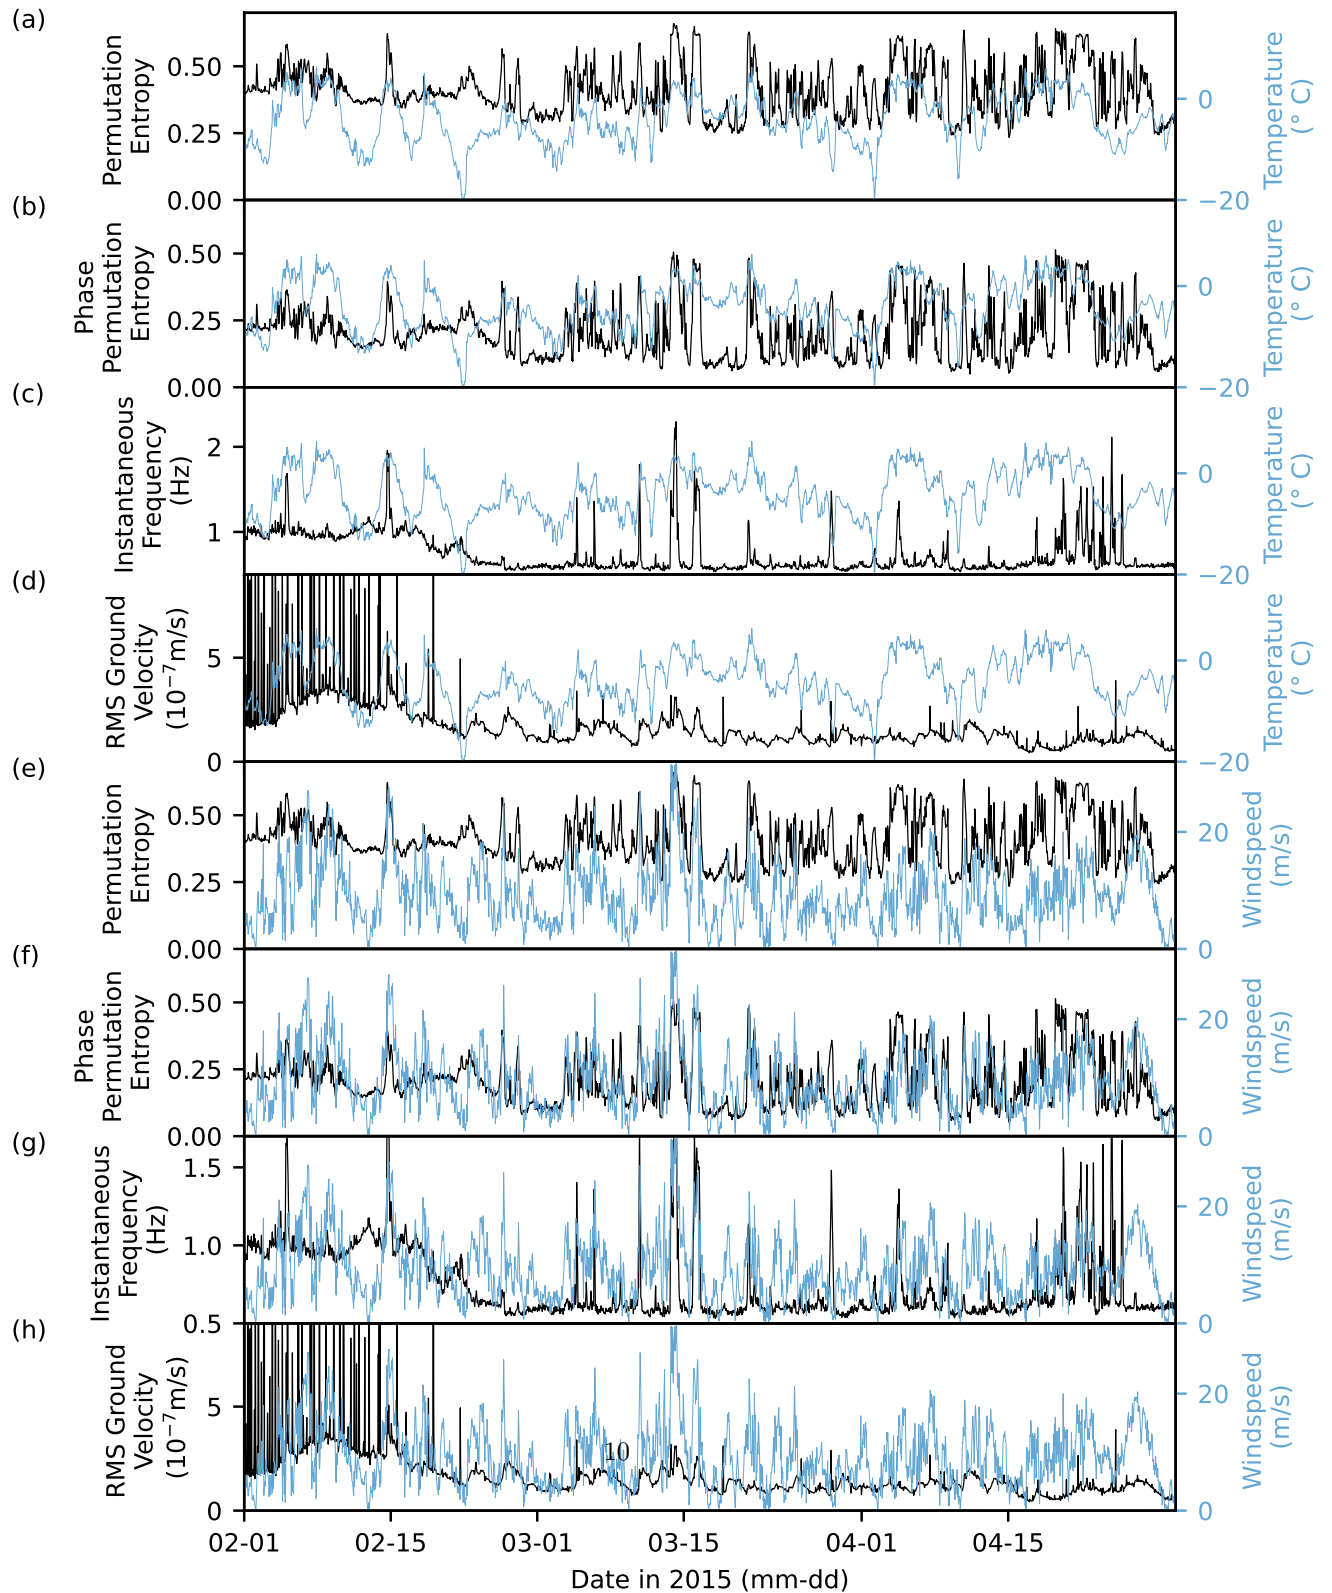 (a)
Permutation
Entropy
0.50
0.25
0.00
0
−20
Temperature
(° C)
(b)
Phase
Permutation
Entropy
0.50
0.25
0.00
0
−20
Temperature
(° C)
(c)
Instantaneous
Frequency
(Hz)
2
1
0
−20
Temperature
(° C)
(d)
RMS Ground
Velocity
(10⁻⁷m/s)
5
0
0
−20
Temperature
(° C)
(e)
Permutation
Entropy
0.50
0.25
0.00
20
0
Windspeed
(m/s)
(f)
Phase
Permutation
Entropy
0.50
0.25
0.00
20
0
Windspeed
(m/s)
(g)
Instantaneous
Frequency
(Hz)
1.5
1.0
0.5
20
0
Windspeed
(m/s)
(h)
RMS Ground
Velocity
(10⁻⁷m/s)
5
0
20
0
Windspeed
(m/s)
10
02-01 02-15 03-01 03-15 04-01 04-15
Date in 2015 (mm-dd)